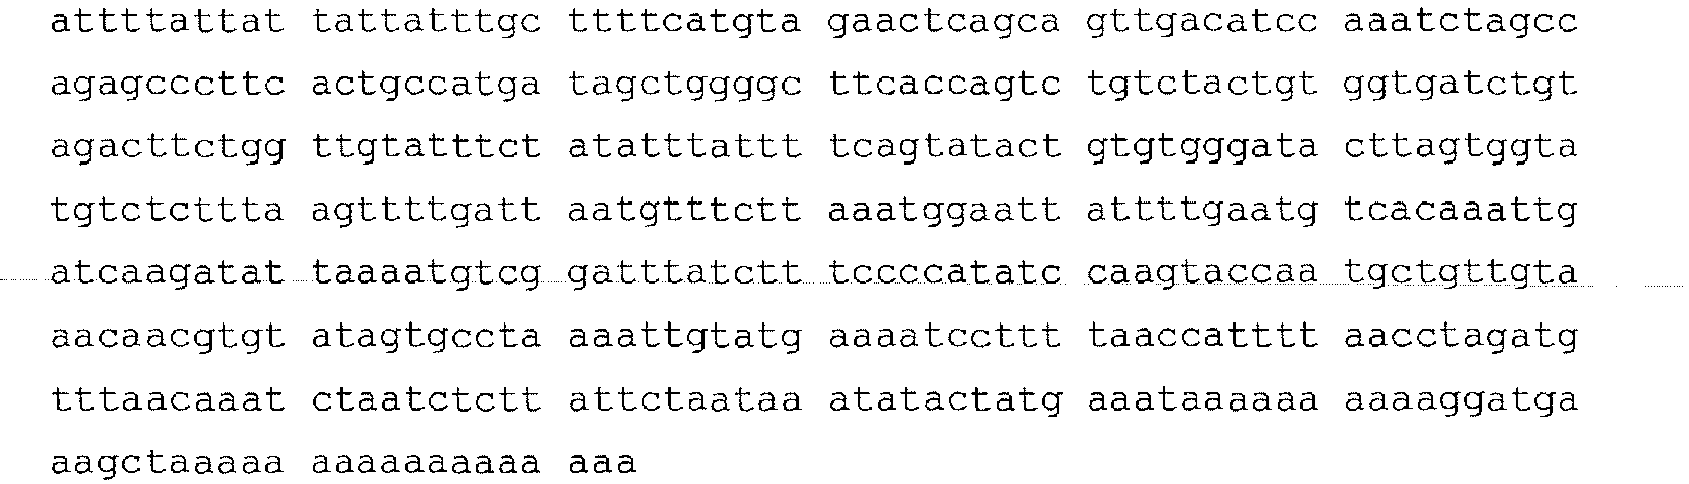 attttattat tattatttgc ttttcatgta gaactcagca gttgacatcc aaatctagcc
agagcccttc actgccatga tagctggggc ttcaccagtc tgtctactgt ggtgatctgt
agacttctgg ttgtatttct atatttattt tcagtatact gtgtgggata cttagtggta
tgtctcttta agttttgatt aatgtttctt aaatggaatt attttgaatg tcacaaattg
atcaagatat taaaatgtcg gatttatctt tccccatatc caagtaccaa tgctgttgta
aacaacgtgt atagtgccta aaattgtatg aaaatccttt taaccatttt aacctagatg
tttaacaaat ctaatctctt attctaataa atatactatg aaataaaaaa aaaaggatga
aagctaaaaa aaaaaaaaaa aaa